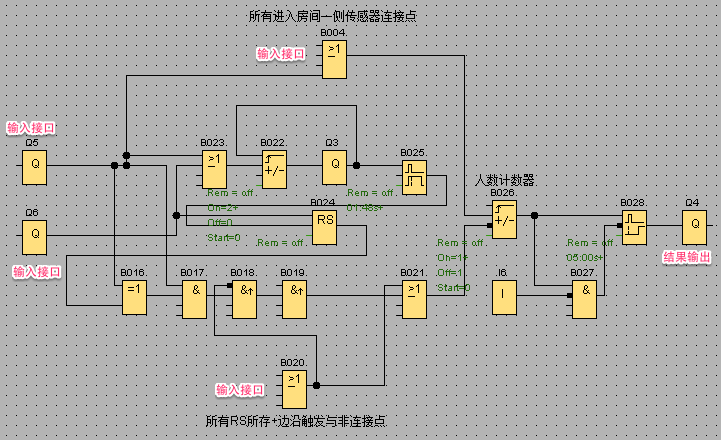 所有进入房间一侧传感器连接点
B004.
输入接口
>1
输入接口
Q5
Q
B023.
>1
B022.
+/-
Q3
Q
B025.
.Rem = off.
On=2+
Off=0
Start=0
.Rem = off.
01:48s+
人数计数器
B026.
+/-
B024
RS
.Rem = off.
Q6
Q
输入接口
B028.
Q4
Q
结果输出
.Rem = off.
On=1+
Off=1
Start=0
.Rem = off.
05:00s+
B016.
=1
B017.
&
B018.
&↑
B019.
&↑
B021
>1
I6.
I
B027.
&
B020.
>1
输入接口
所有RS所存+边沿触发与非连接点